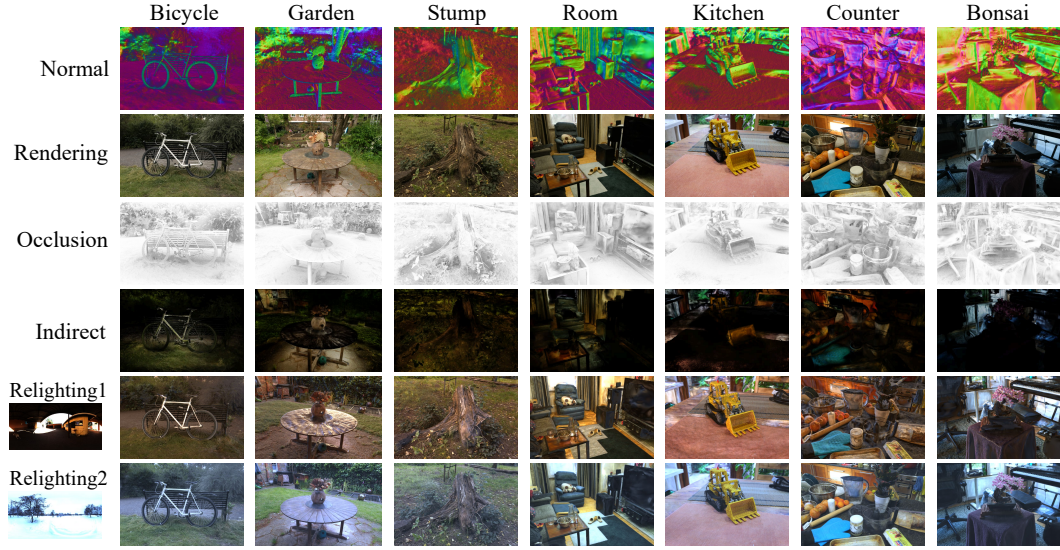 Bicycle Garden Stump Room Kitchen Counter Bonsai
Normal
Rendering
Occlusion
Indirect
Relighting1
Relighting2